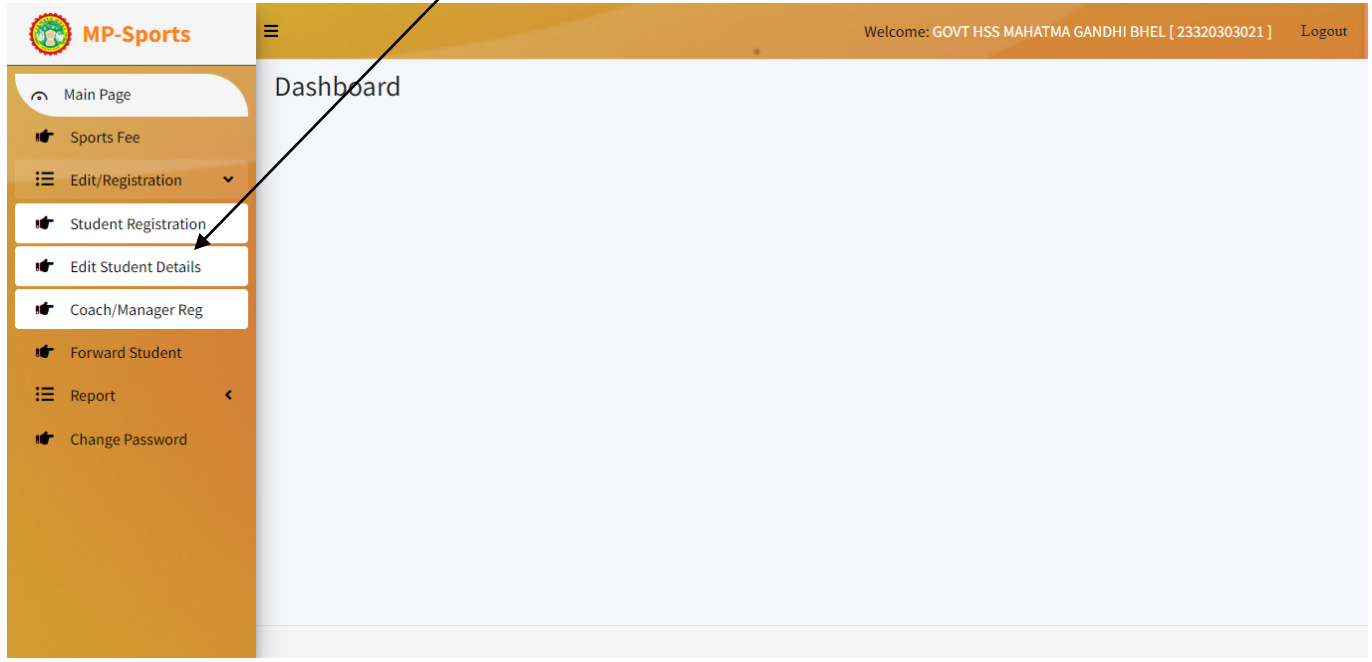 MP-Sports
Welcome: GOVT HSS MAHATMA GANDHI BHEL [ 23320303021 ] Logout
Dashboard
Main Page
Sports Fee
Edit/Registration
Student Registration
Edit Student Details
Coach/Manager Reg
Forward Student
Report
Change Password